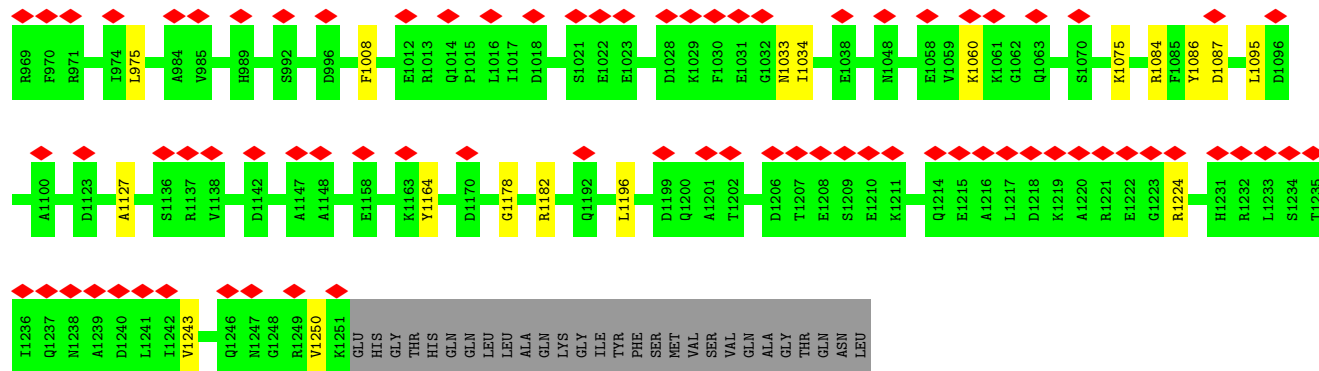 R969 F970 R971 I974 L975 A984 V985 H989 S992 D996 F1008 E1012 R1013 Q1014 P1015 L1016 I1017 D1018 S1021 E1022 E1023 D1028 K1029 F1030 E1031 G1032 N1033 I1034 E1038 N1048 E1058 V1059 K1060 K1061 G1062 Q1063 S1070 K1075 R1084 F1085 Y1086 D1087 L1095 D1096
A1100 D1123 A1127 S1136 R1137 V1138 D1142 A1147 A1148 E1158 K1163 Y1164 D1170 G1178 R1182 Q1192 L1196 D1199 Q1200 A1201 T1202 D1206 T1207 E1208 S1209 E1210 K1211 Q1214 E1215 A1216 L1217 D1218 K1219 A1220 R1221 E1222 G1223 R1224 H1231 R1232 L1233 S1234 T1235
I1236 Q1237 N1238 A1239 D1240 L1241 I1242 V1243 Q1246 N1247 G1248 R1249 V1250 K1251 GLU HIS GLY THR HIS GLN GLN LEU LEU ALA GLN LYS GLY ILE TYR PHE SER MET VAL SER VAL GLN ALA GLY THR GLN ASN LEU